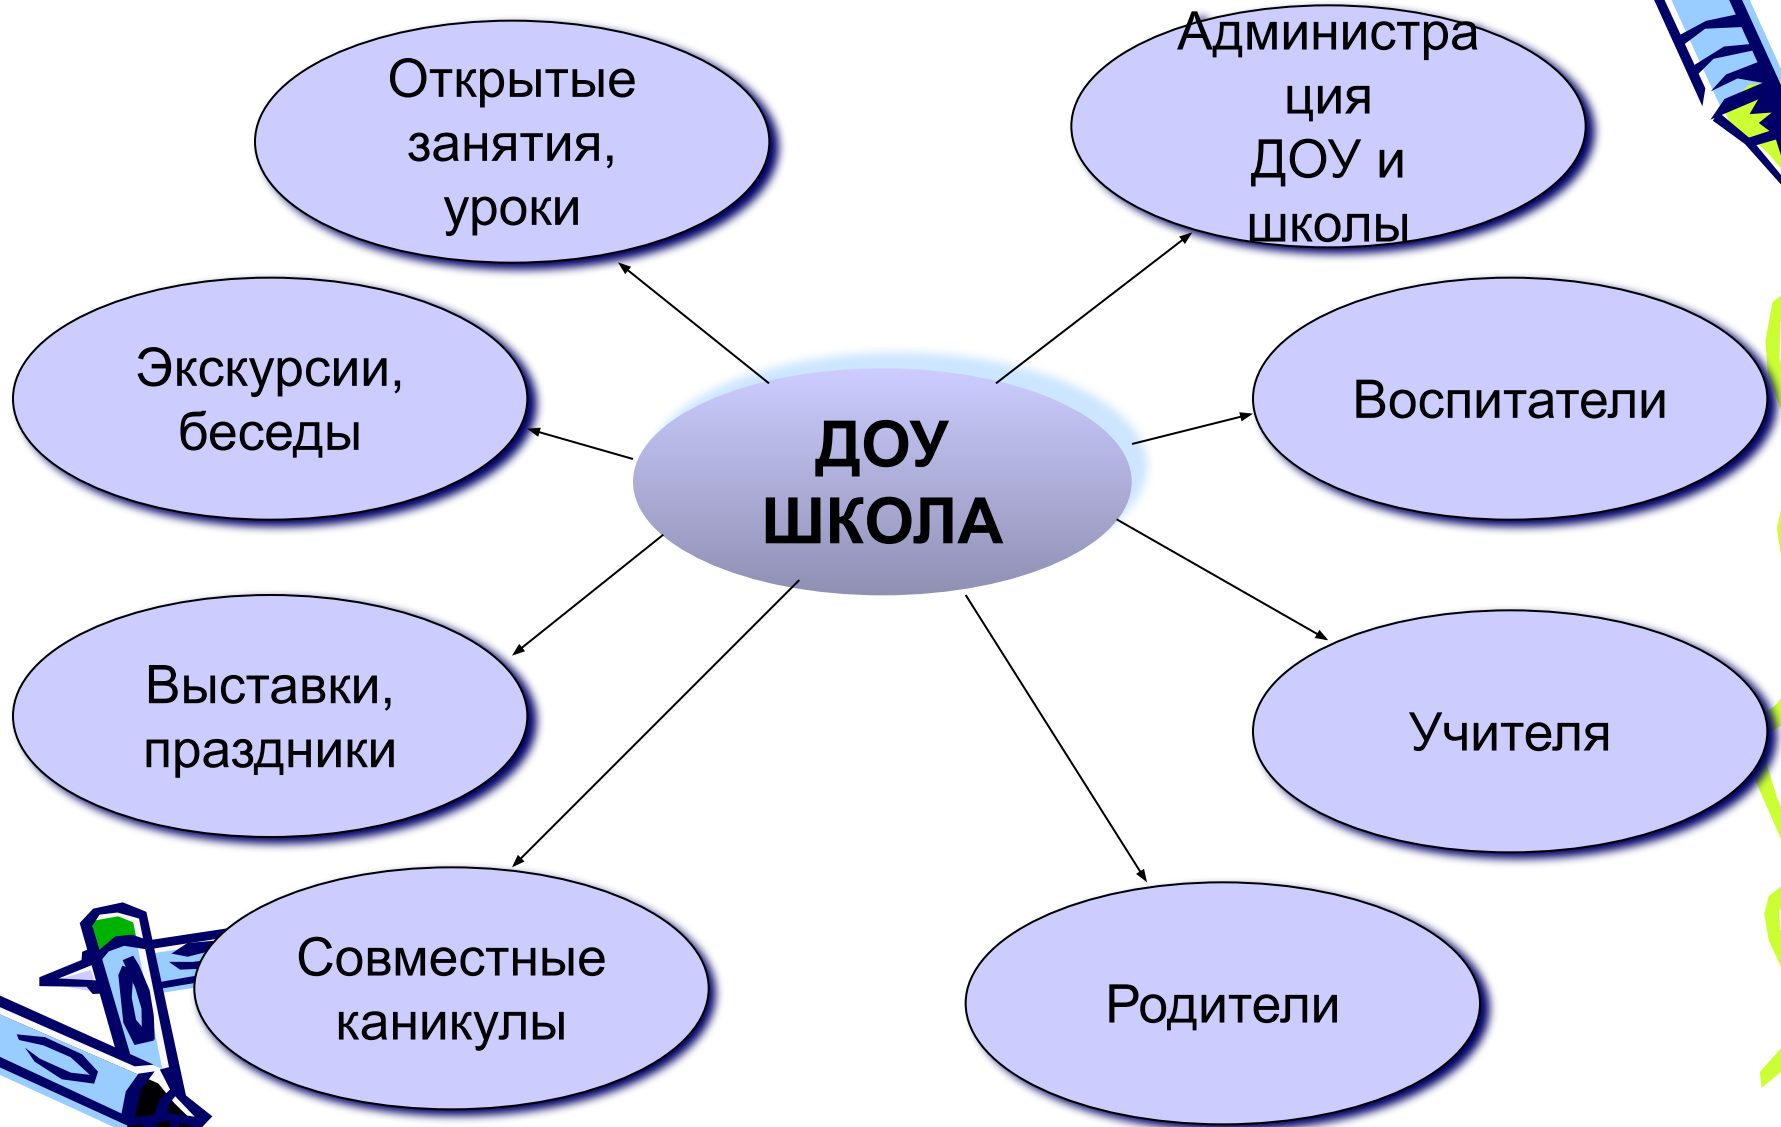 Открытые
занятия,
уроки
Администра
ция
ДОУ и
школы
Экскурсии,
беседы
Воспитатели
ДОУ
ШКОЛА
Выставки,
праздники
Учителя
Совместные
каникулы
Родители